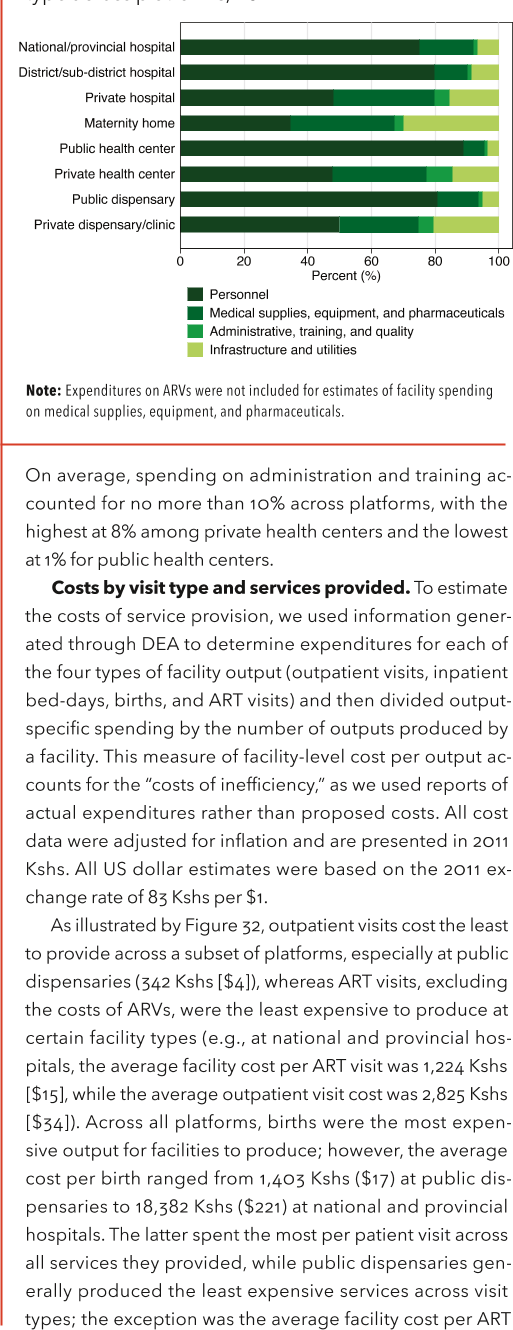 National/provincial hospital
District/sub-district hospital
Private hospital
Maternity home
Public health center
Private health center
Public dispensary
Private dispensary/clinic
0 20 40 60 80 100
Percent (%)
Personnel
Medical supplies, equipment, and pharmaceuticals
Administrative, training, and quality
Infrastructure and utilities
Note: Expenditures on ARVs were not included for estimates of facility spending
on medical supplies, equipment, and pharmaceuticals.
On average, spending on administration and training ac-
counted for no more than 10% across platforms, with the
highest at 8% among private health centers and the lowest
at 1% for public health centers.
Costs by visit type and services provided. To estimate
the costs of service provision, we used information gener-
ated through DEA to determine expenditures for each of
the four types of facility output (outpatient visits, inpatient
bed-days, births, and ART visits) and then divided output-
specific spending by the number of outputs produced by
a facility. This measure of facility-level cost per output ac-
counts for the “costs of inefficiency,” as we used reports of
actual expenditures rather than proposed costs. All cost
data were adjusted for inflation and are presented in 2011
Kshs. All US dollar estimates were based on the 2011 ex-
change rate of 83 Kshs per $1.
As illustrated by Figure 32, outpatient visits cost the least
to provide across a subset of platforms, especially at public
dispensaries (342 Kshs [$4]), whereas ART visits, excluding
the costs of ARVs, were the least expensive to produce at
certain facility types (e.g., at national and provincial hos-
pitals, the average facility cost per ART visit was 1,224 Kshs
[$15], while the average outpatient visit cost was 2,825 Kshs
[$34]). Across all platforms, births were the most expen-
sive output for facilities to produce; however, the average
cost per birth ranged from 1,403 Kshs ($17) at public dis-
pensaries to 18,382 Kshs ($221) at national and provincial
hospitals. The latter spent the most per patient visit across
all services they provided, while public dispensaries gen-
erally produced the least expensive services across visit
types; the exception was the average facility cost per ART